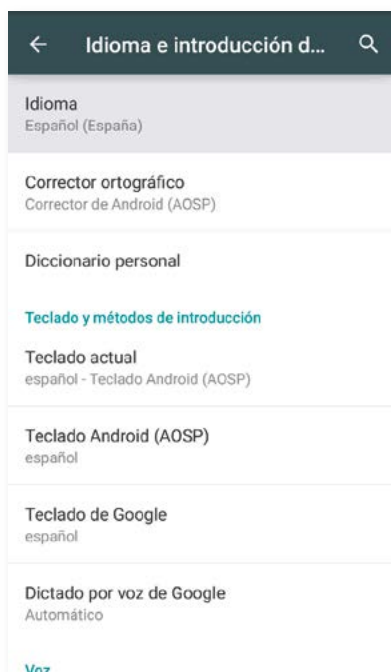 Idioma e introducción d...
Idioma
Español (España)
Corrector ortográfico
Corrector de Android (AOSP)
Diccionario personal
Teclado y métodos de introducción
Teclado actual
español - Teclado Android (AOSP)
Teclado Android (AOSP)
español
Teclado de Google
español
Dictado por voz de Google
Automático
Voz